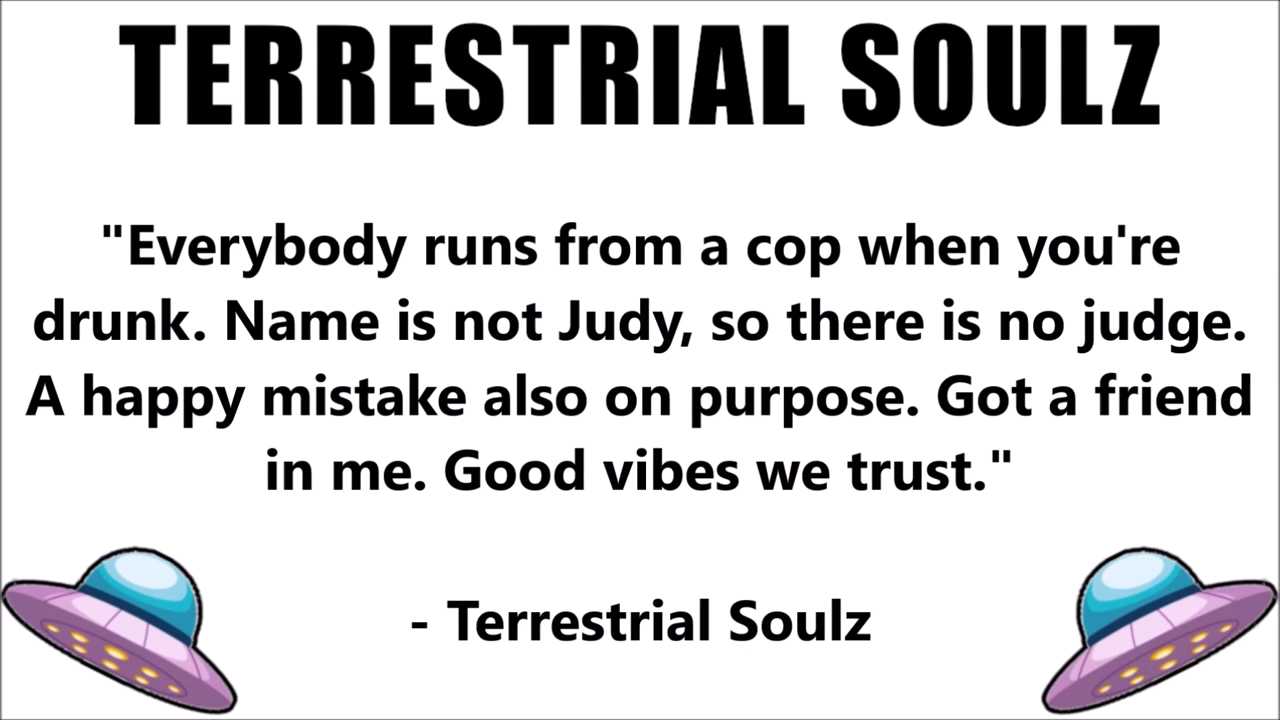 TERRESTRIAL SOULZ
"Everybody runs from a cop when you're
drunk. Name is not Judy, so there is no judge.
A happy mistake also on purpose. Got a friend
in me. Good vibes we trust."
- Terrestrial Soulz